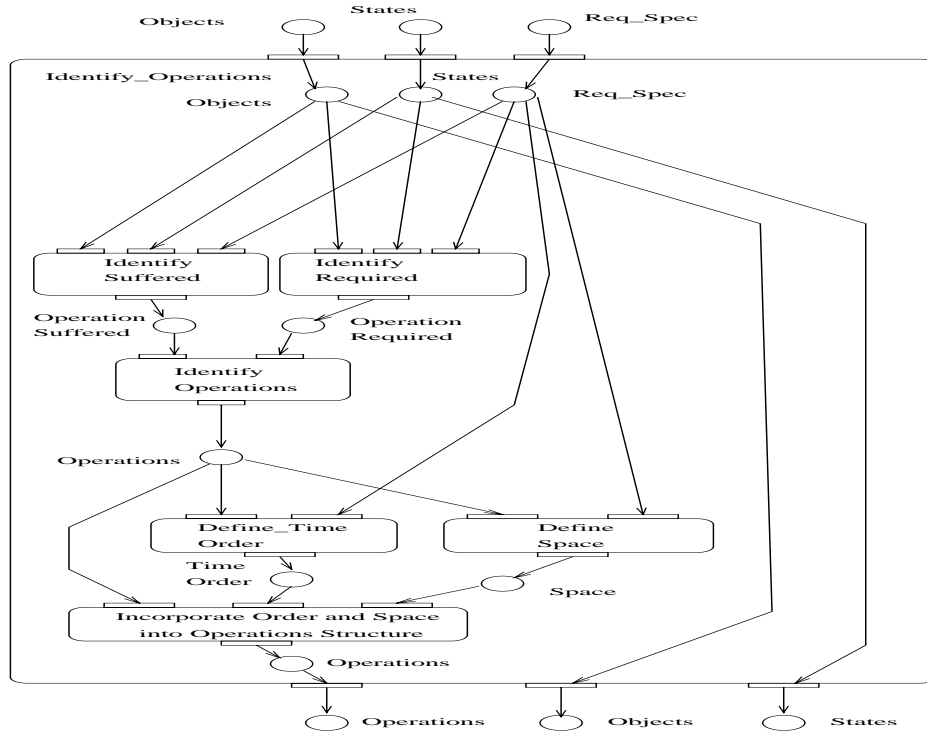 Objects
States
Req_Spec
Identify_Operations
States
Objects
Req_Spec
Identify
Suffered
Identify
Required
Operation
Suffered
Operation
Required
Identify
Operations
Operations
Define_Time
Order
Define
Space
Time
Order
Space
Incorporate Order and Space
into Operations Structure
Operations
Operations
Objects
States